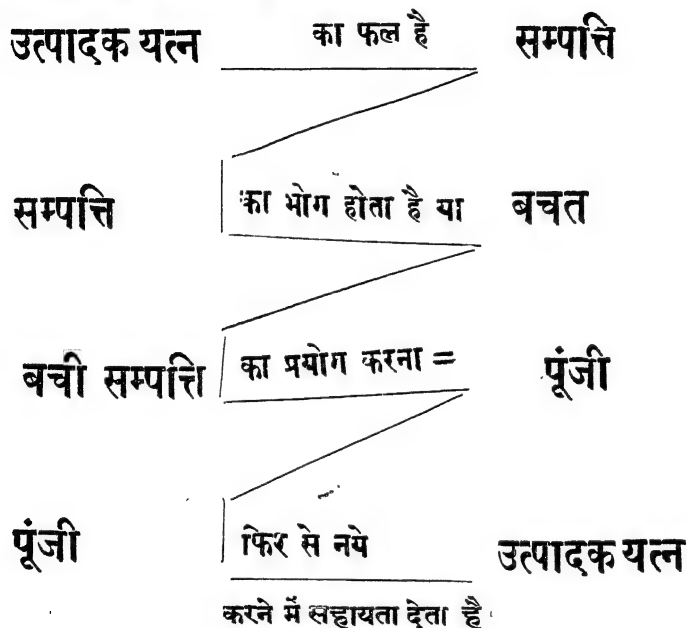 उत्पादक यत्न का फल है सम्पत्ति
सम्पत्ति का भोग होता है या बचत
बची सम्पत्ति का प्रयोग करना = पूंजी
पूंजी फिर से नये उत्पादक यत्न
करने में सहायता देता है